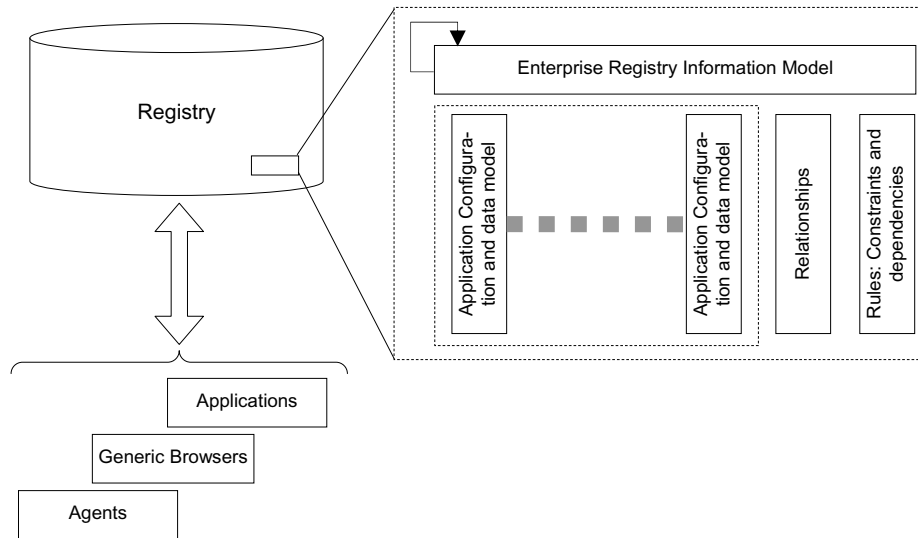 Registry
Enterprise Registry Information Model
Application Configura-
tion and data model
Application Configura-
tion and data model
Relationships
Rules: Constraints and
dependencies
Applications
Generic Browsers
Agents